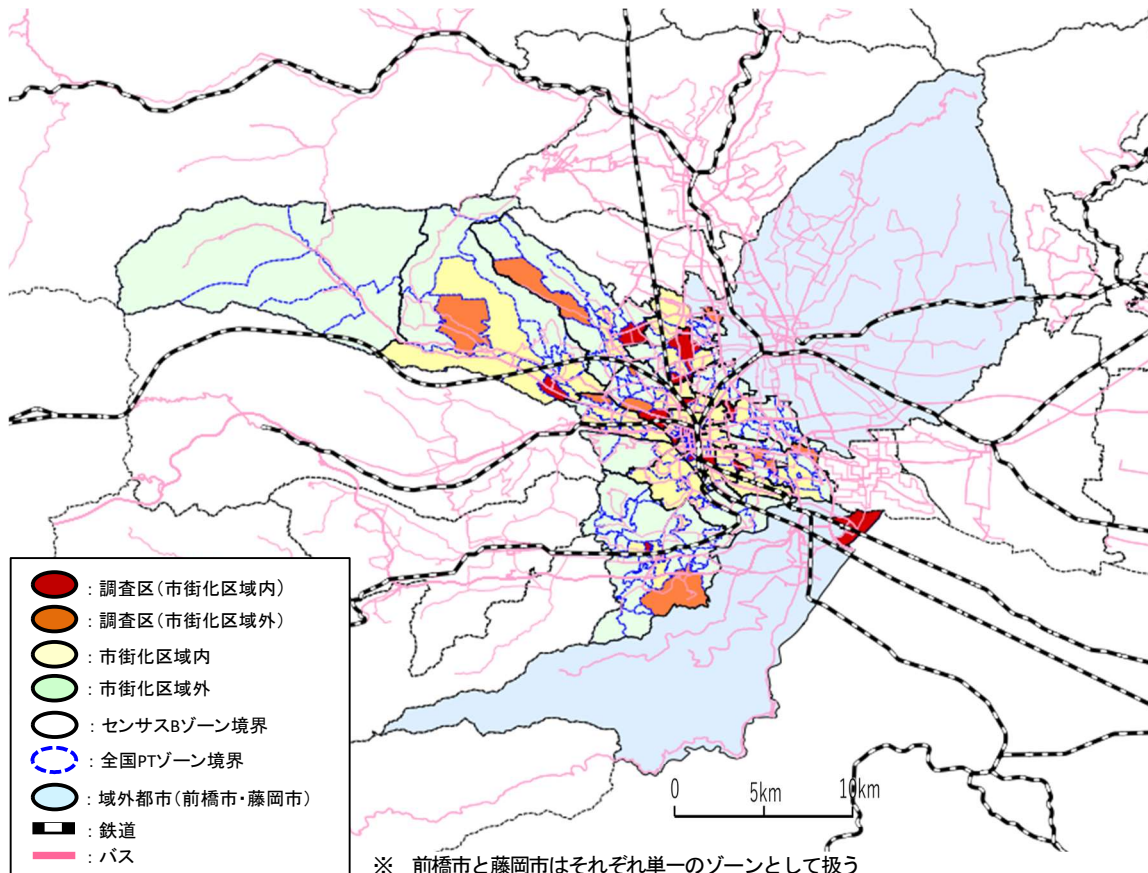 : 調査区(市街化区域内)
: 調査区(市街化区域外)
: 市街化区域内
: 市街化区域外
: センサスBゾーン境界
: 全国PTゾーン境界
: 域外都市(前橋市・藤岡市)
: 鉄道
: バス
0 5km 10km
※ 前橋市と藤岡市はそれぞれ単一のゾーンとして扱う